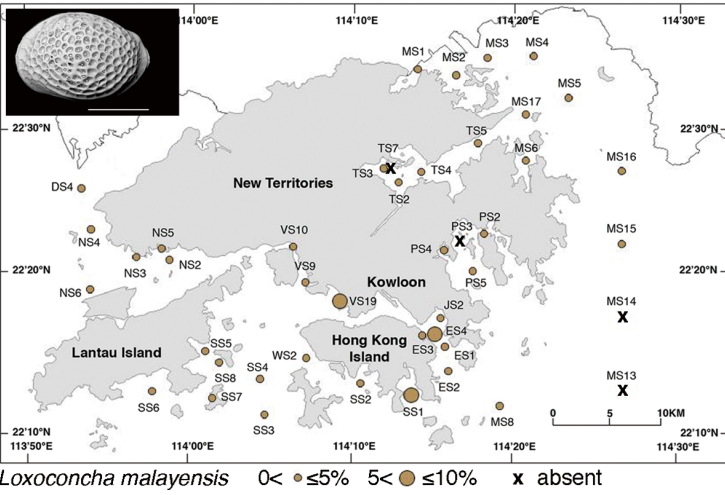 114°00'E 114°10'E 114°20'E 114°30'E
MS3 MS4
MS1 MS2
MS5
MS17
22°30'N 22°30'N
TS5
TS7 MS6
MS16
TS3 TS4
New Territories
DS4 TS2
PS2
PS3
NS5 VS10 MS15
NS4
PS4
NS3 NS2
VS9 22°20'N 22°20'N
PS5
Kowloon
NS6
VS19 MS14
JS2
ES4
Hong Kong
Island
ES3
SS5 ES1
Lantau Island WS2
SS8 SS4
MS13
ES2
SS6 SS7 SS2
SS1
0 5 10KM
SS3 MS8
22°10'N 22°10'N
113°50'E 114°00'E 114°10'E 114°20'E 114°30'E
Loxoconcha malayensis 0< ≤5% 5< ≤10% x absent